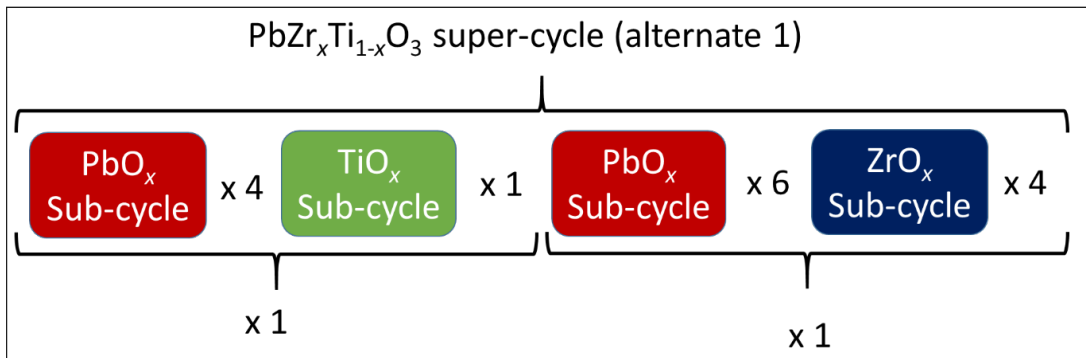 PbZrₓTi₁₋ₓO₃ super-cycle (alternate 1)
PbOₓ
Sub-cycle
x 4
TiOₓ
Sub-cycle
x 1
PbOₓ
Sub-cycle
x 6
ZrOₓ
Sub-cycle
x 4
x 1
x 1